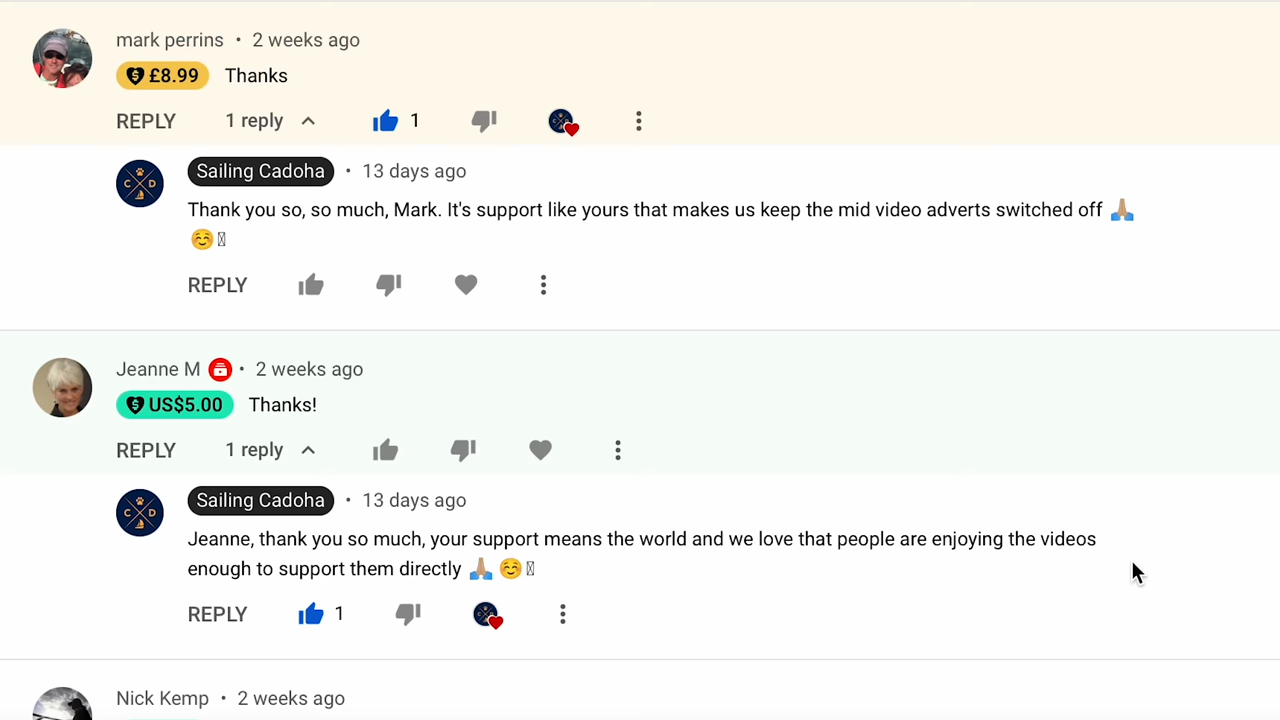 mark perrins • 2 weeks ago
£8.99 Thanks
REPLY 1 reply 1
Sailing Cadoha • 13 days ago
Thank you so, so much, Mark. It's support like yours that makes us keep the mid video adverts switched off 🙏🏽
☺️
REPLY
Jeanne M • 2 weeks ago
US$5.00 Thanks!
REPLY 1 reply
Sailing Cadoha • 13 days ago
Jeanne, thank you so much, your support means the world and we love that people are enjoying the videos
enough to support them directly 🙏🏽 ☺️
REPLY 1
Nick Kemp • 2 weeks ago